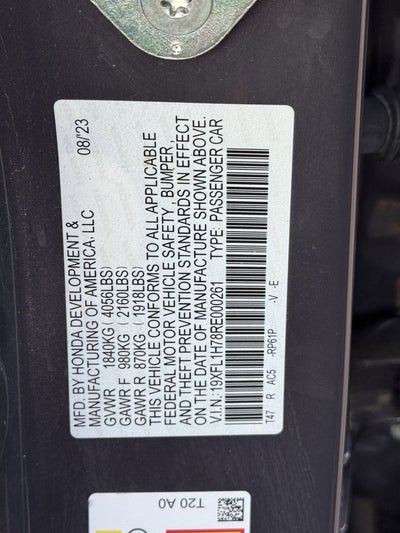 MFD. BY HONDA DEVELOPMENT &
MANUFACTURING OF AMERICA, LLC 08/'23
GVWR 1840KG (4056LBS)
GAWR F 980KG (2160LBS)
GAWR R 870KG (1918LBS)
THIS VEHICLE CONFORMS TO ALL APPLICABLE
FEDERAL MOTOR VEHICLE SAFETY, BUMPER,
AND THEFT PREVENTION STANDARDS IN EFFECT
ON THE DATE OF MANUFACTURE SHOWN ABOVE.
V.I.N: 19XFL1H78RE000261 TYPE: PASSENGER CAR
T47 R AC5 -RP61P -V -E
T20 A0